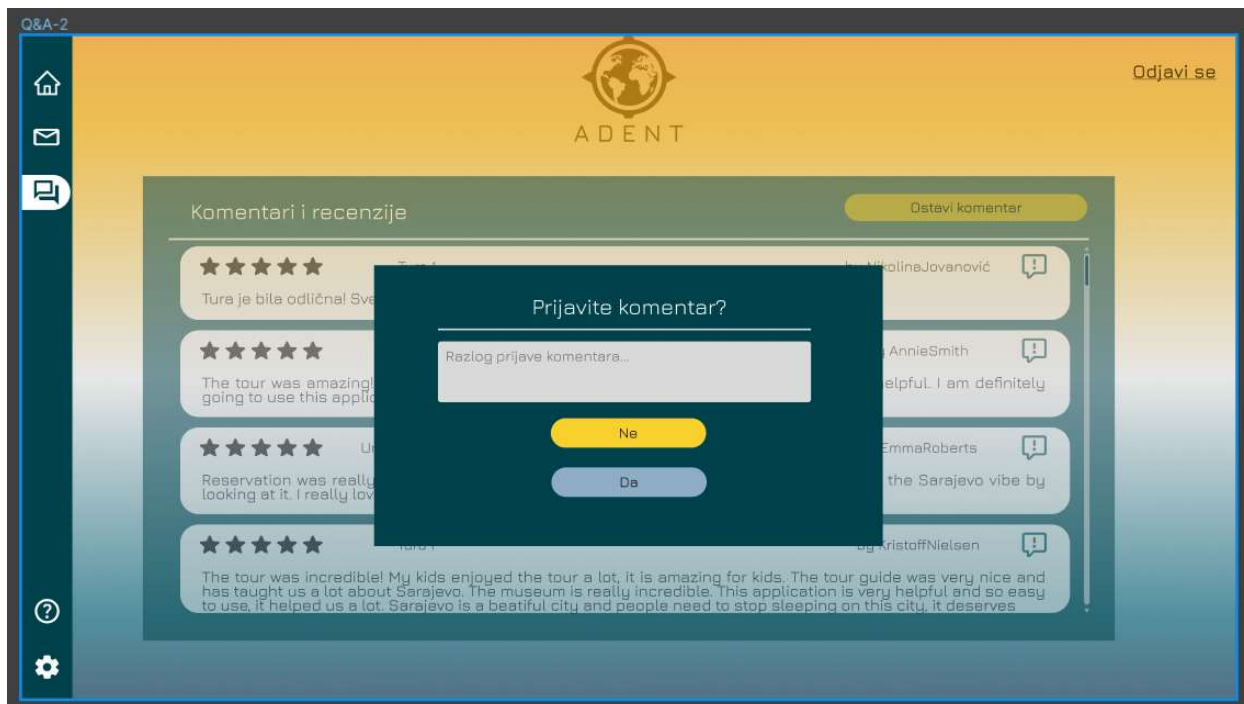 Q&A-2
Odjavi se
ADENT
Komentari i recenzije
Ostavi komentar
Tura je bila odlična! Sve
NikolinaJovanović
Prijavite komentar?
Razlog prijave komentara...
Ne
Da
AnnieSmith
The tour was amazing! elpful. I am definitely
going to use this applic
EmmaRoberts
Reservation was really the Sarajevo vibe by
looking at it. I really lov
by KristoffNielsen
The tour was incredible! My kids enjoyed the tour a lot, it is amazing for kids. The tour guide was very nice and
has taught us a lot about Sarajevo. The museum is really incredible. This application is very helpful and so easy
to use, it helped us a lot. Sarajevo is a beatiful city and people need to stop sleeping on this city, it deserves